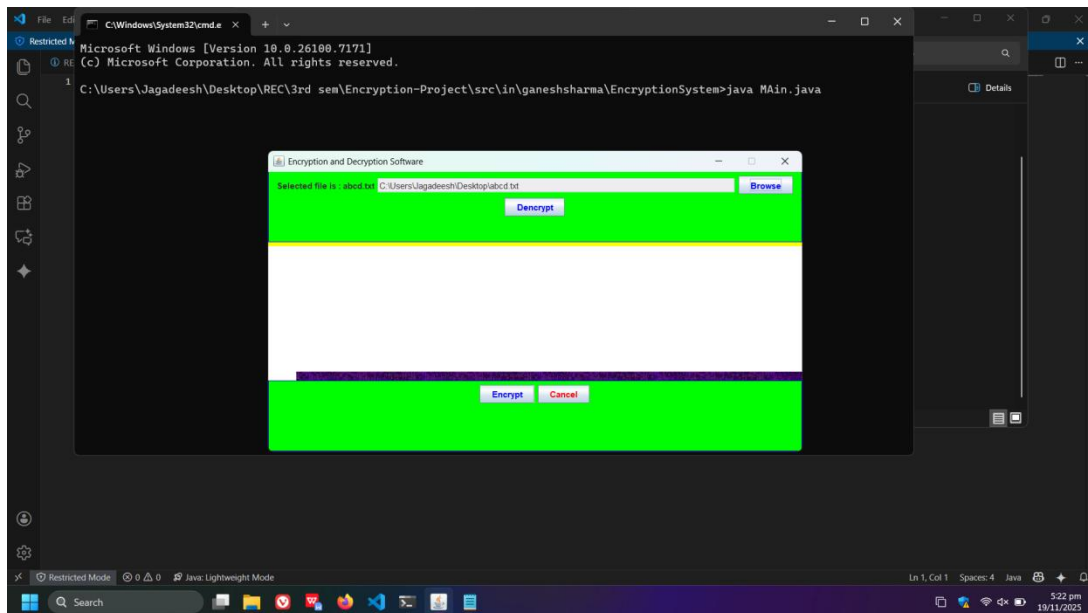 File Edi
C:\Windows\System32\cmd.e
Restricted M
Microsoft Windows [Version 10.0.26100.7171]
(c) Microsoft Corporation. All rights reserved.
RE
1
C:\Users\Jagadeesh\Desktop\REC\3rd sem\Encryption-Project\src\in\ganeshsharma\EncryptionSystem>java MAin.java
Details
Encryption and Decryption Software
Selected file is : abcd.txt C:\Users\Jagadeesh\Desktop\abcd.txt Browse
Dencrypt
Encrypt Cancel
Restricted Mode 0 0 Java: Lightweight Mode Ln 1, Col 1 Spaces: 4 Java
Search
5:22 pm
19/11/2025